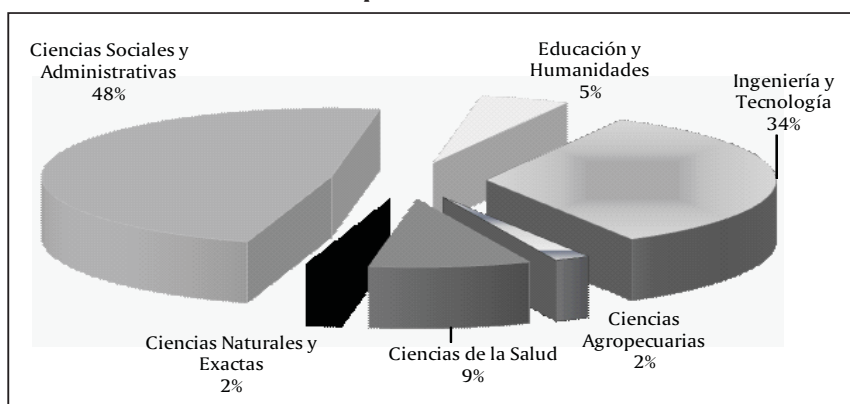 Ciencias Sociales y
Administrativas
48%
Educación y
Humanidades
5%
Ingeniería y
Tecnología
34%
Ciencias Naturales y
Exactas
2%
Ciencias de la Salud
9%
Ciencias
Agropecuarias
2%